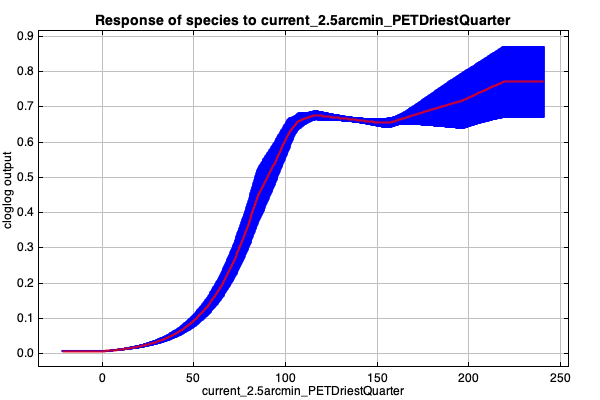 Response of species to current_2.5arcmin_PETDriestQuarter
0.9
0.8
0.7
0.6
0.5
0.4
0.3
0.2
0.1
0.0
cloglog output
0 50 100 150 200 250
current_2.5arcmin_PETDriestQuarter